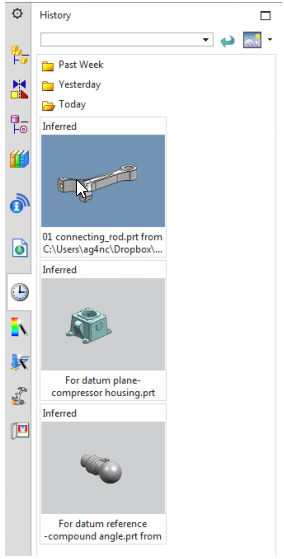 History
Past Week
Yesterday
Today
Inferred
01 connecting_rod.prt from
C:\Users\ag4nc\Dropbox\...
Inferred
For datum plane-
compressor housing.prt
Inferred
For datum reference
-compound angle.prt from